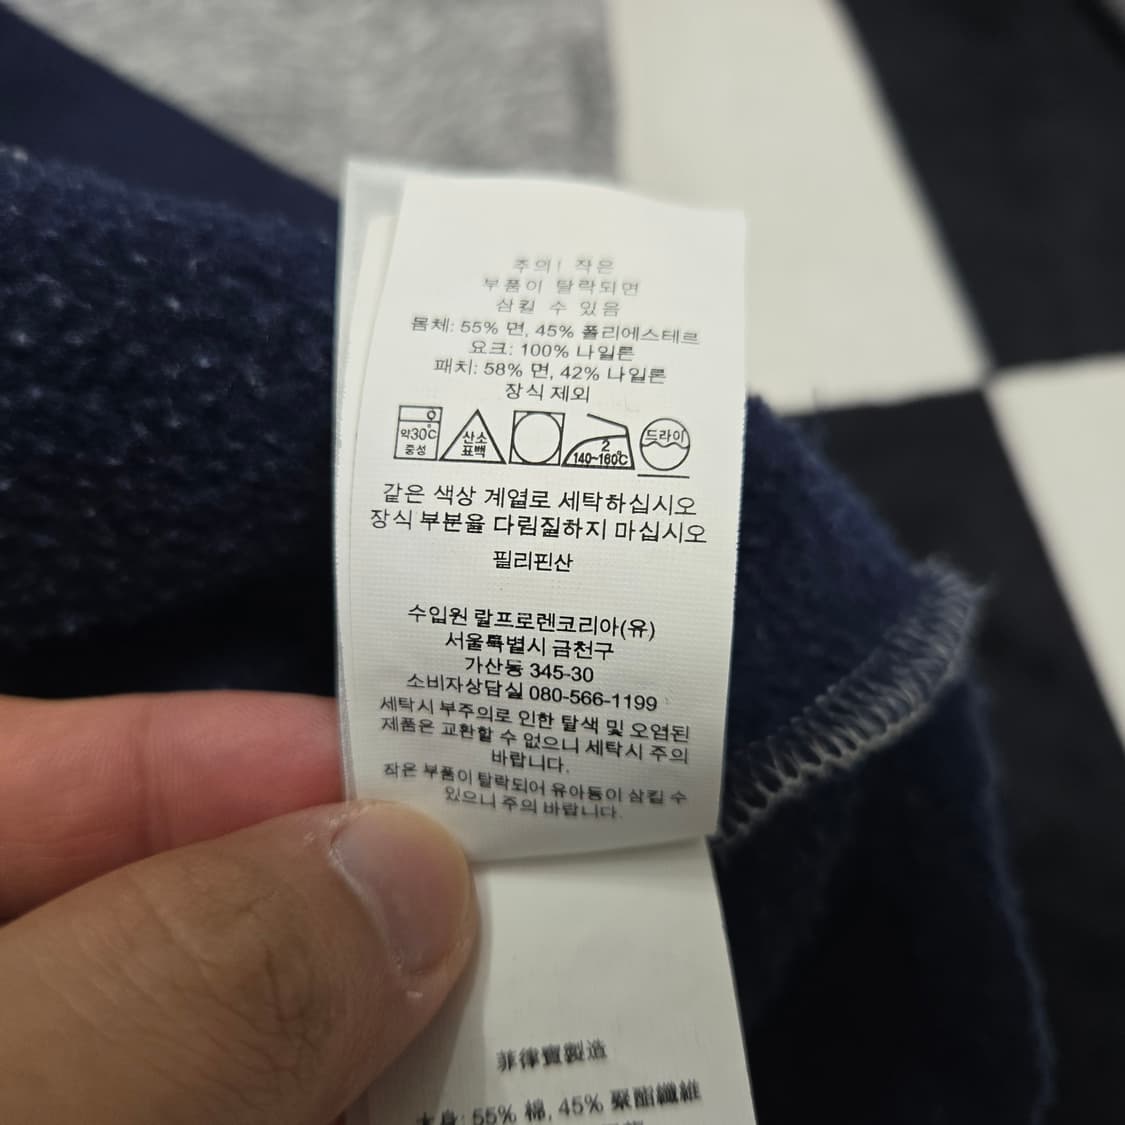 주의! 작은
부품이 탈락되면
삼킬 수 있음
몸체: 55% 면, 45% 폴리에스테르
요크: 100% 나일론
패치: 58% 면, 42% 나일론
장식 제외
약30°C
중성
산소
표백
2
140~160°C
드라이
같은 색상 계열로 세탁하십시오
장식 부분을 다림질하지 마십시오
필리핀산
수입원 랄프로렌코리아(유)
서울특별시 금천구
가산동 345-30
소비자상담실 080-566-1199
세탁시 부주의로 인한 탈색 및 오염된
제품은 교환할 수 없으니 세탁시 주의
바랍니다.
작은 부품이 탈락되어 유아등이 삼킬 수
있으니 주의 바랍니다.
菲律賓製造
本身: 55% 棉, 45% 聚酯纖維